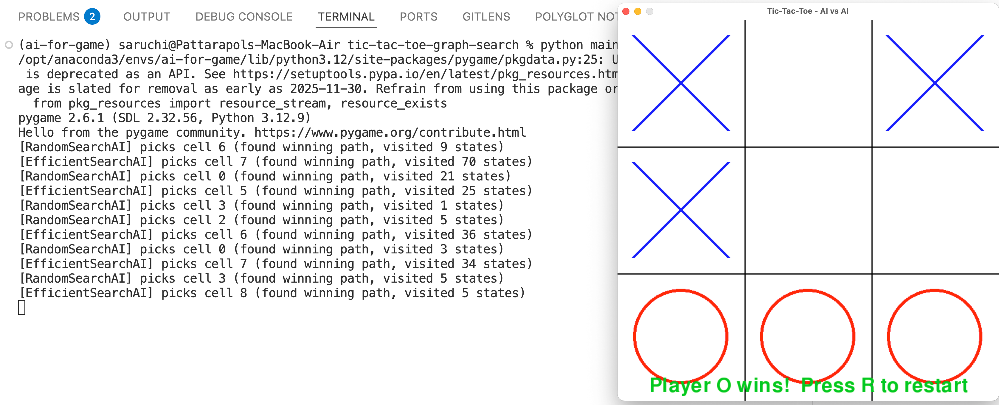 PROBLEMS 2 OUTPUT DEBUG CONSOLE TERMINAL PORTS GITLENS POLYGLOT
(ai-for-game) saruchi@Pattarapols-MacBook-Air tic-tac-toe-graph-search % python main
/opt/anaconda3/envs/ai-for-game/lib/python3.12/site-packages/pygame/pkgdata.py:25: U
is deprecated as an API. See https://setuptools.pypa.io/en/latest/pkg_resources.htm
age is slated for removal as early as 2025-11-30. Refrain from using this package or
from pkg_resources import resource_stream, resource_exists
pygame 2.6.1 (SDL 2.32.56, Python 3.12.9)
Hello from the pygame community. https://www.pygame.org/contribute.html
[RandomSearchAI] picks cell 6 (found winning path, visited 9 states)
[EfficientSearchAI] picks cell 7 (found winning path, visited 70 states)
[RandomSearchAI] picks cell 0 (found winning path, visited 21 states)
[EfficientSearchAI] picks cell 5 (found winning path, visited 25 states)
[RandomSearchAI] picks cell 3 (found winning path, visited 1 states)
[RandomSearchAI] picks cell 2 (found winning path, visited 5 states)
[EfficientSearchAI] picks cell 6 (found winning path, visited 36 states)
[RandomSearchAI] picks cell 0 (found winning path, visited 3 states)
[EfficientSearchAI] picks cell 7 (found winning path, visited 34 states)
[RandomSearchAI] picks cell 3 (found winning path, visited 5 states)
[EfficientSearchAI] picks cell 8 (found winning path, visited 5 states)
Tic-Tac-Toe - AI vs AI
Player O wins! Press R to restart